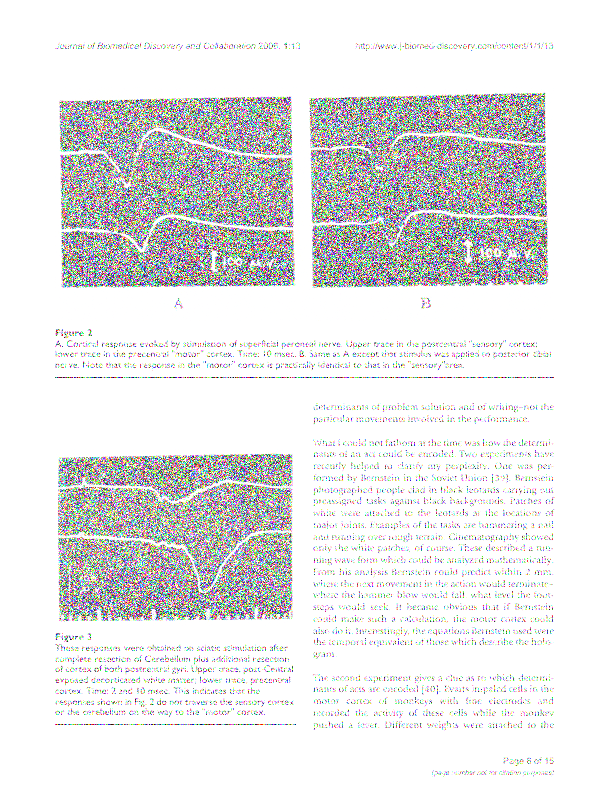 Journal of Biomedical Discovery and Collaboration 2006, 1:13
http://www.j-biomed-discovery.com/content/1/1/13
100 μ V
100 μ V
A
B
Figure 2
A. Cortical response evoked by stimulation of superficial peroneal nerve. Upper trace in the postcentral "sensory" cortex;
lower trace in the precentral "motor" cortex. Time: 10 msec. B. Same as A except that stimulus was applied to posterior tibial
nerve. Note that the response in the "motor" cortex is practically identical to that in the "sensory"area.
determinants of problem solution and of writing–not the
particular movements involved in the performance.
What I could not fathom at the time was how the determi-
nants of an act could be encoded. Two experiments have
recently helped to clarify my perplexity. One was per-
formed by Bernstein in the Soviet Union [39]. Bernstein
photographed people clad in black leotards carrying out
preassigned tasks against black backgrounds. Patches of
white were attached to the leotards at the locations of
major joints. Examples of the tasks are hammering a nail
and running over rough terrain. Cinematography showed
only the white patches, of course. These described a run-
ning wave form which could be analyzed mathematically.
From his analysis Bernstein could predict within 2 mm.
where the next movement in the action would terminate–
where the hammer blow would fall, what level the foot-
steps would seek. It became obvious that if Bernstein
could make such a calculation, the motor cortex could
also do it. Interestingly, the equations Bernstein used were
the temporal equivalent of those which describe the holo-
gram.
The second experiment gives a clue as to which determi-
nants of acts are encoded [40]. Evarts impaled cells in the
motor cortex of monkeys with fine electrodes and
recorded the activity of these cells while the monkey
pushed a lever. Different weights were attached to the
Figure 3
These responses were obtained on sciatic stimulation after
complete resection of Cerebellum plus additional resection
of cortex of both postcentral gyri. Upper trace, post Central
exposed decorticated white matter; lower trace, precentral
cortex. Time: 2 and 10 msec. This indicates that the
responses shown in Fig. 2 do not traverse the sensory cortex
or the cerebellum on the way to the "motor" cortex.
Page 8 of 15
(page number not for citation purposes)